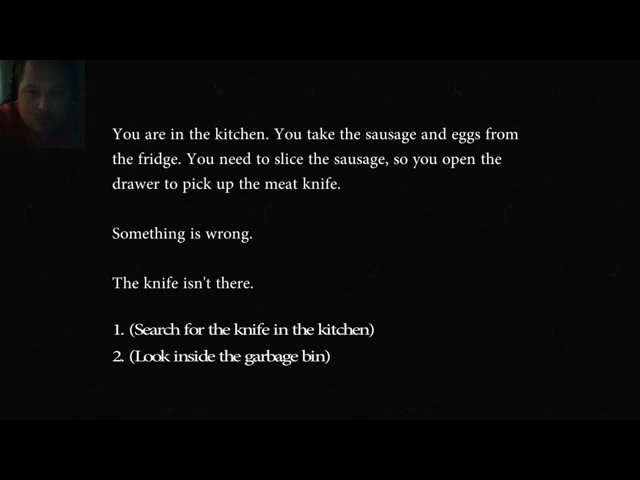 You are in the kitchen. You take the sausage and eggs from
the fridge. You need to slice the sausage, so you open the
drawer to pick up the meat knife.
Something is wrong.
The knife isn't there.
1. (Search for the knife in the kitchen)
2. (Look inside the garbage bin)